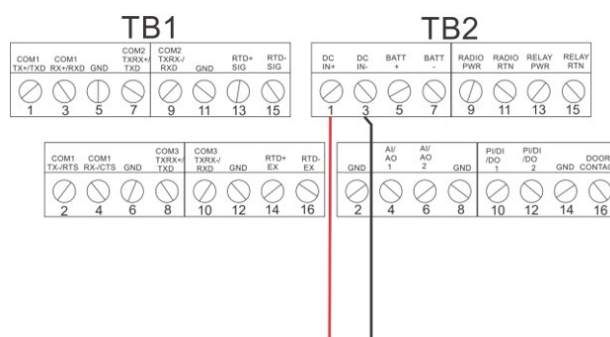 TB1
COM1 TX+/TXD
COM1 RX+/RXD
GND
COM2 TXRX+/ TXD
COM2 TXRX-/ RXD
GND
RTD+ SIG
RTD- SIG
1 3 5 7 9 11 13 15
COM1 TX-/RTS
COM1 RX-/CTS
GND
COM3 TXRX+/ TXD
COM3 TXRX-/ RXD
GND
RTD+ EX
RTD- EX
2 4 6 8 10 12 14 16
TB2
DC IN+
DC IN-
BATT +
BATT -
RADIO PWR
RADIO RTN
RELAY PWR
RELAY RTN
1 3 5 7 9 11 13 15
GND
AI/ AO 1
AI/ AO 2
GND
PI/DI /DO 1
PI/DI /DO 2
GND
DOOR CONTAC
2 4 6 8 10 12 14 16